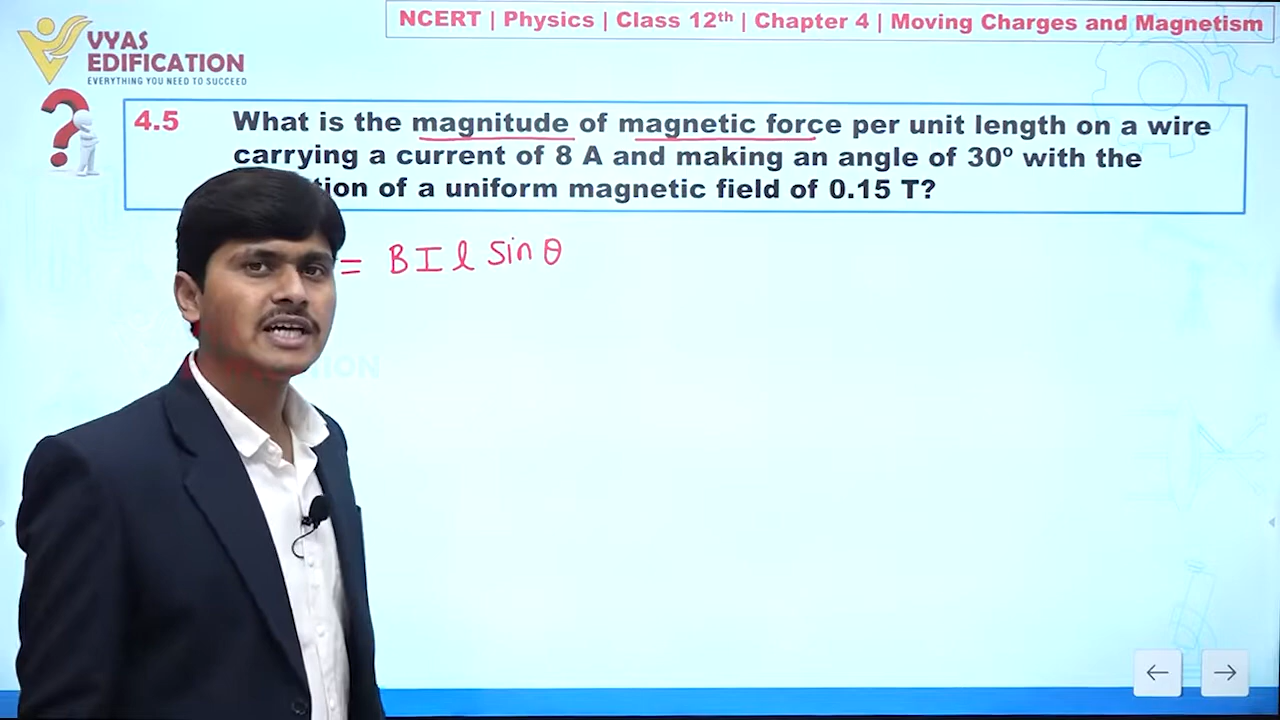 NCERT | Physics | Class 12th | Chapter 4 | Moving Charges and Magnetism
VYAS
EDIFICATION
EVERYTHING YOU NEED TO SUCCEED
4.5 What is the magnitude of magnetic force per unit length on a wire
carrying a current of 8 A and making an angle of 30º with the
of a uniform magnetic field of 0.15 T?
= B I l sin θ